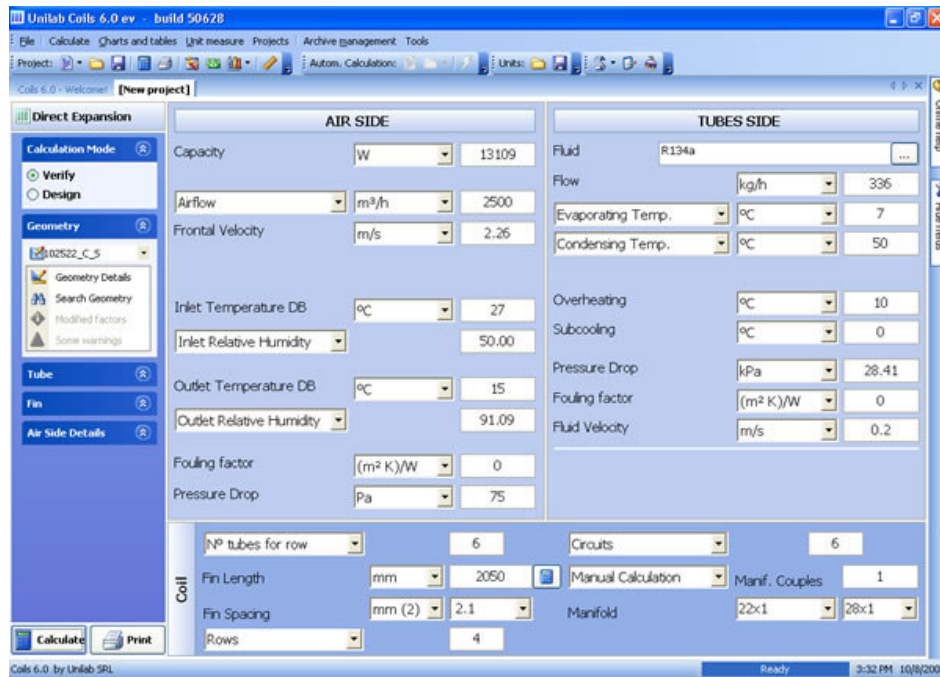 Unilab Coils 6.0 ev - build 50628
File Calculate Charts and tables Unit measure Projects Archive management Tools
Project: Autom. Calculation: Units:
Coils 6.0 - Welcome! [New project]
Direct Expansion
Calculation Mode
Verify
Design
Geometry
102522_C_S
Geometry Details
Search Geometry
Modified factors
Some warnings
Tube
Fin
Air Side Details
Calculate Print
AIR SIDE
Capacity W 13109
Airflow m³/h 2500
Frontal Velocity m/s 2.26
Inlet Temperature DB ºC 27
Inlet Relative Humidity 50.00
Outlet Temperature DB ºC 15
Outlet Relative Humidity 91.09
Fouling factor (m² K)/W 0
Pressure Drop Pa 75
TUBES SIDE
Fluid R134a ...
Flow kg/h 336
Evaporating Temp. ºC 7
Condensing Temp. ºC 50
Overheating ºC 10
Subcooling ºC 0
Pressure Drop kPa 28.41
Fouling factor (m² K)/W 0
Fluid Velocity m/s 0.2
Coil
Nº tubes for row 6 Circuits 6
Fin Length mm 2050 Manual Calculation Manif. Couples 1
Fin Spacing mm (2) 2.1 Manifold 22x1 28x1
Rows 4
Coils 6.0 by Unilab SRL Ready 3:32 PM 10/8/200